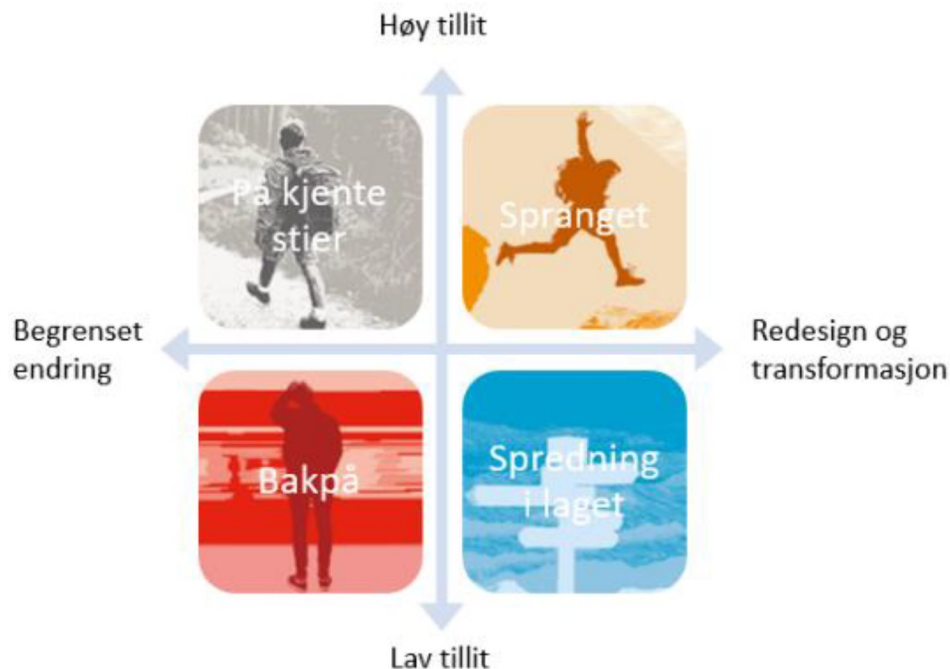 Høy tillit
På kjente
stier
Spranget
Begrenset
endring
Redesign og
transformasjon
Bakpå
Spredning
i laget
Lav tillit